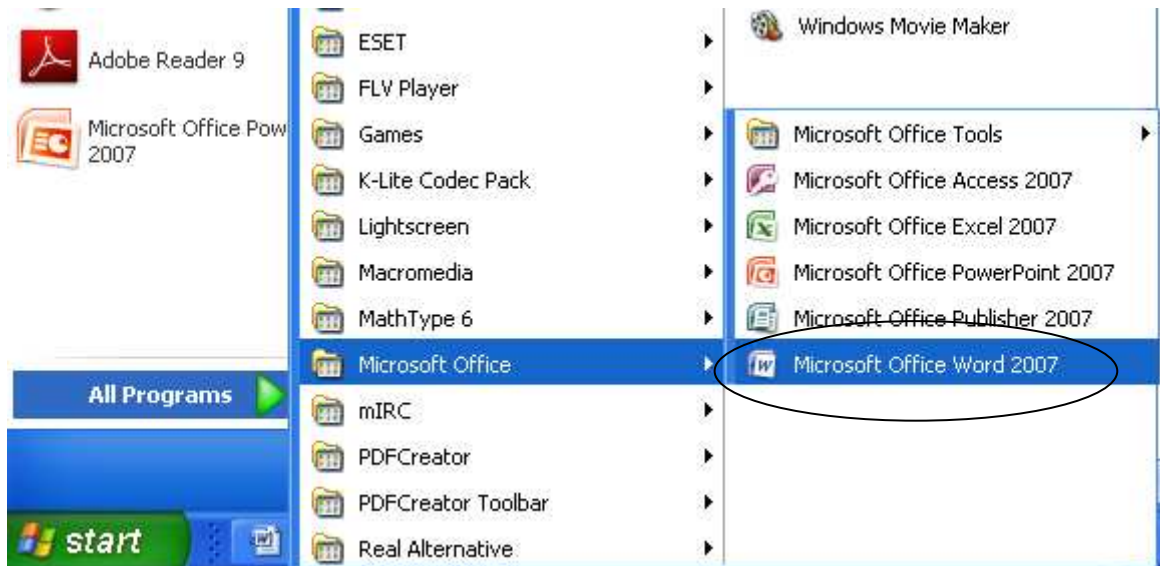 Adobe Reader 9
Microsoft Office Pow
2007
All Programs
start
ESET
FLV Player
Games
K-Lite Codec Pack
Lightscreen
Macromedia
MathType 6
Microsoft Office
mIRC
PDFCreator
PDFCreator Toolbar
Real Alternative
Windows Movie Maker
Microsoft Office Tools
Microsoft Office Access 2007
Microsoft Office Excel 2007
Microsoft Office PowerPoint 2007
Microsoft Office Publisher 2007
Microsoft Office Word 2007